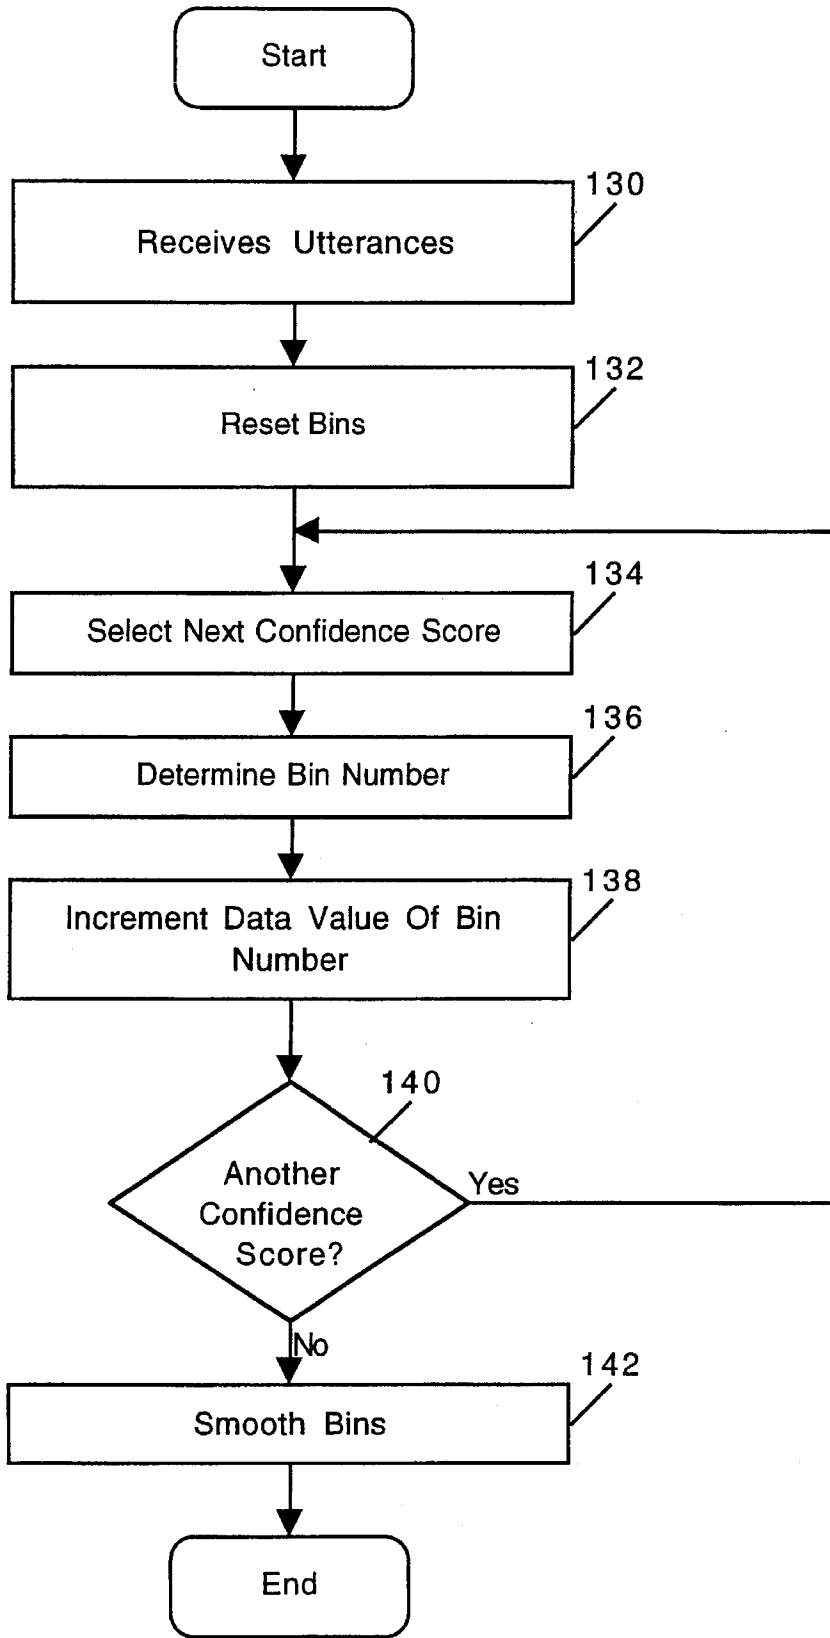 Start
130
Receives Utterances
132
Reset Bins
134
Select Next Confidence Score
136
Determine Bin Number
138
Increment Data Value Of Bin
Number
140
Another
Confidence
Score?
Yes
No
142
Smooth Bins
End